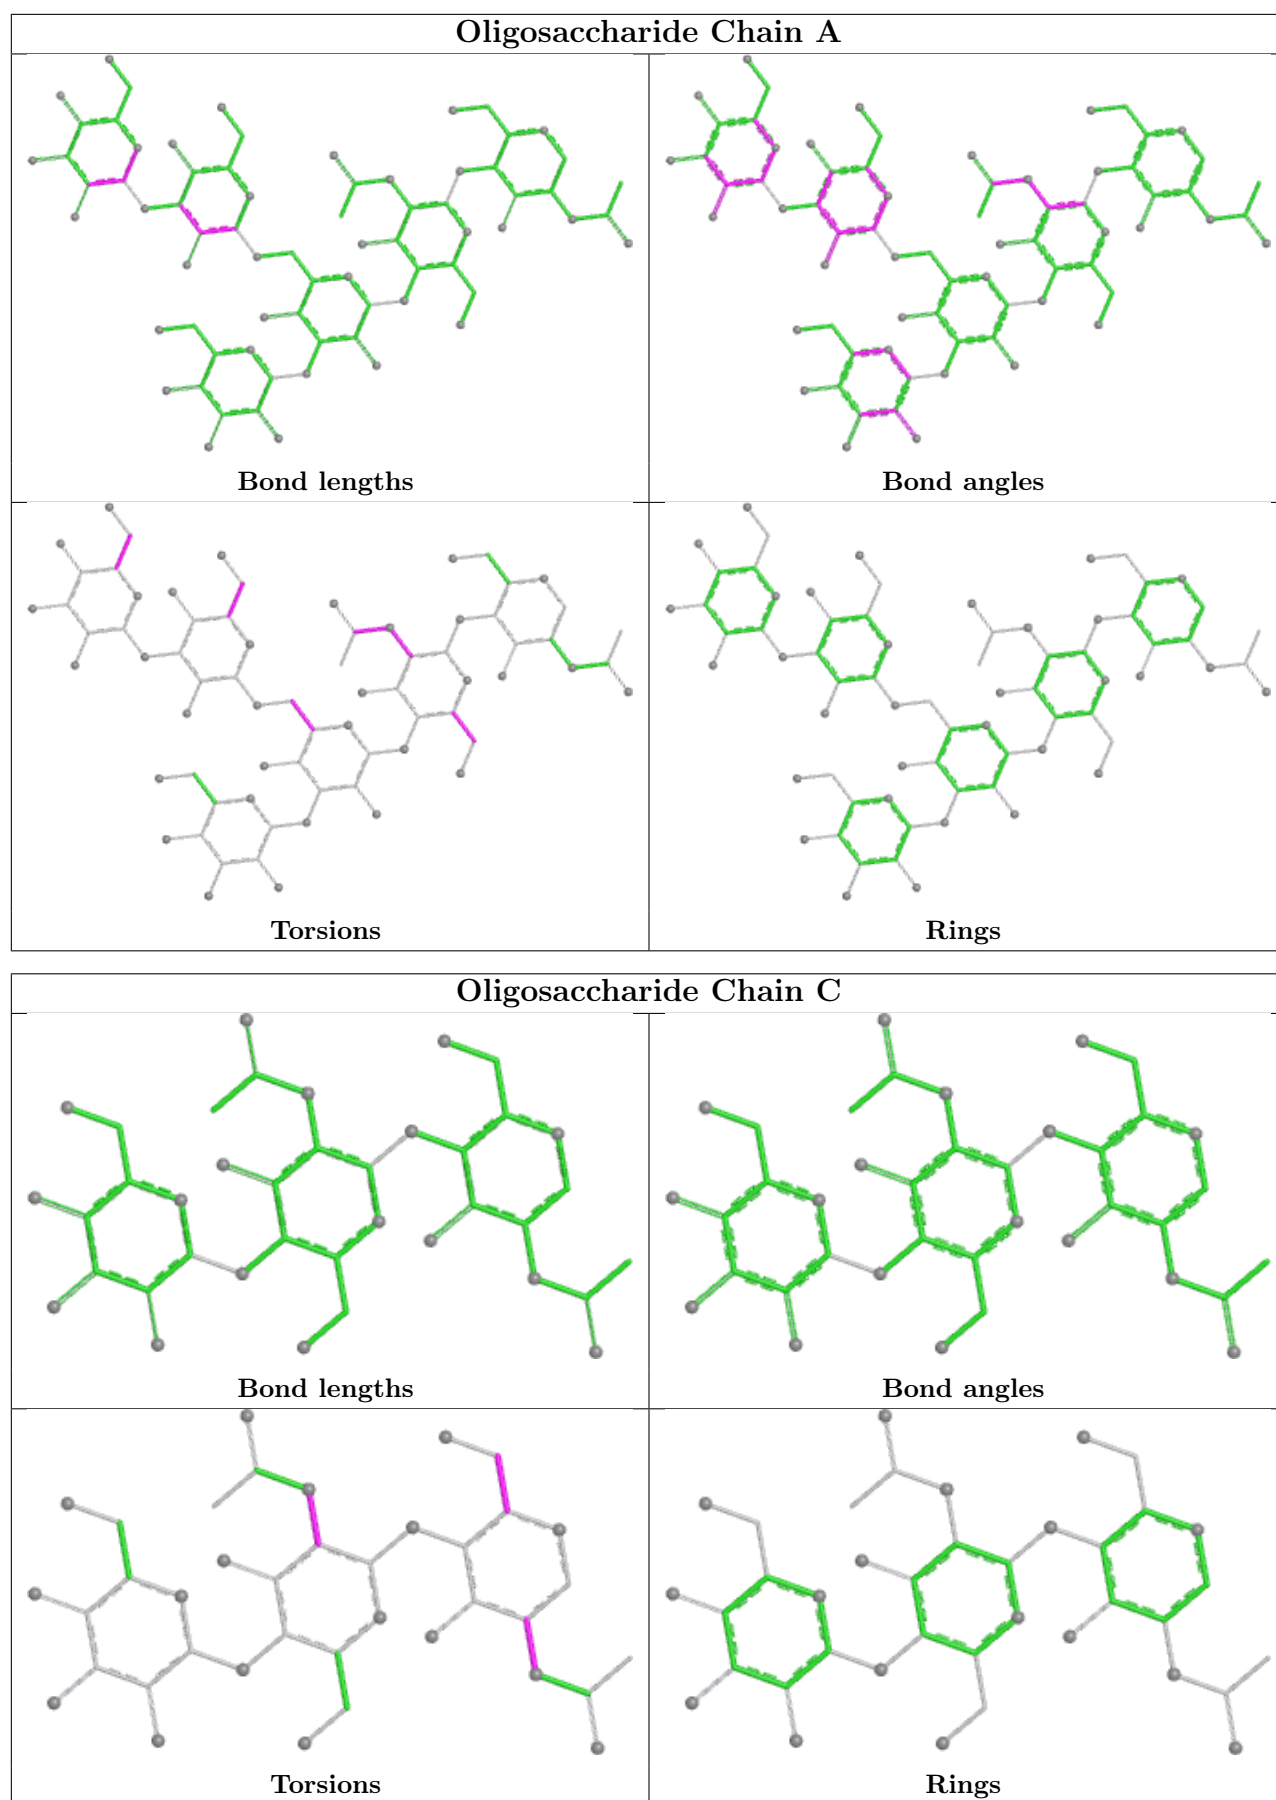 Oligosaccharide Chain A
Bond lengths
Bond angles
Torsions
Rings
Oligosaccharide Chain C
Bond lengths
Bond angles
Torsions
Rings